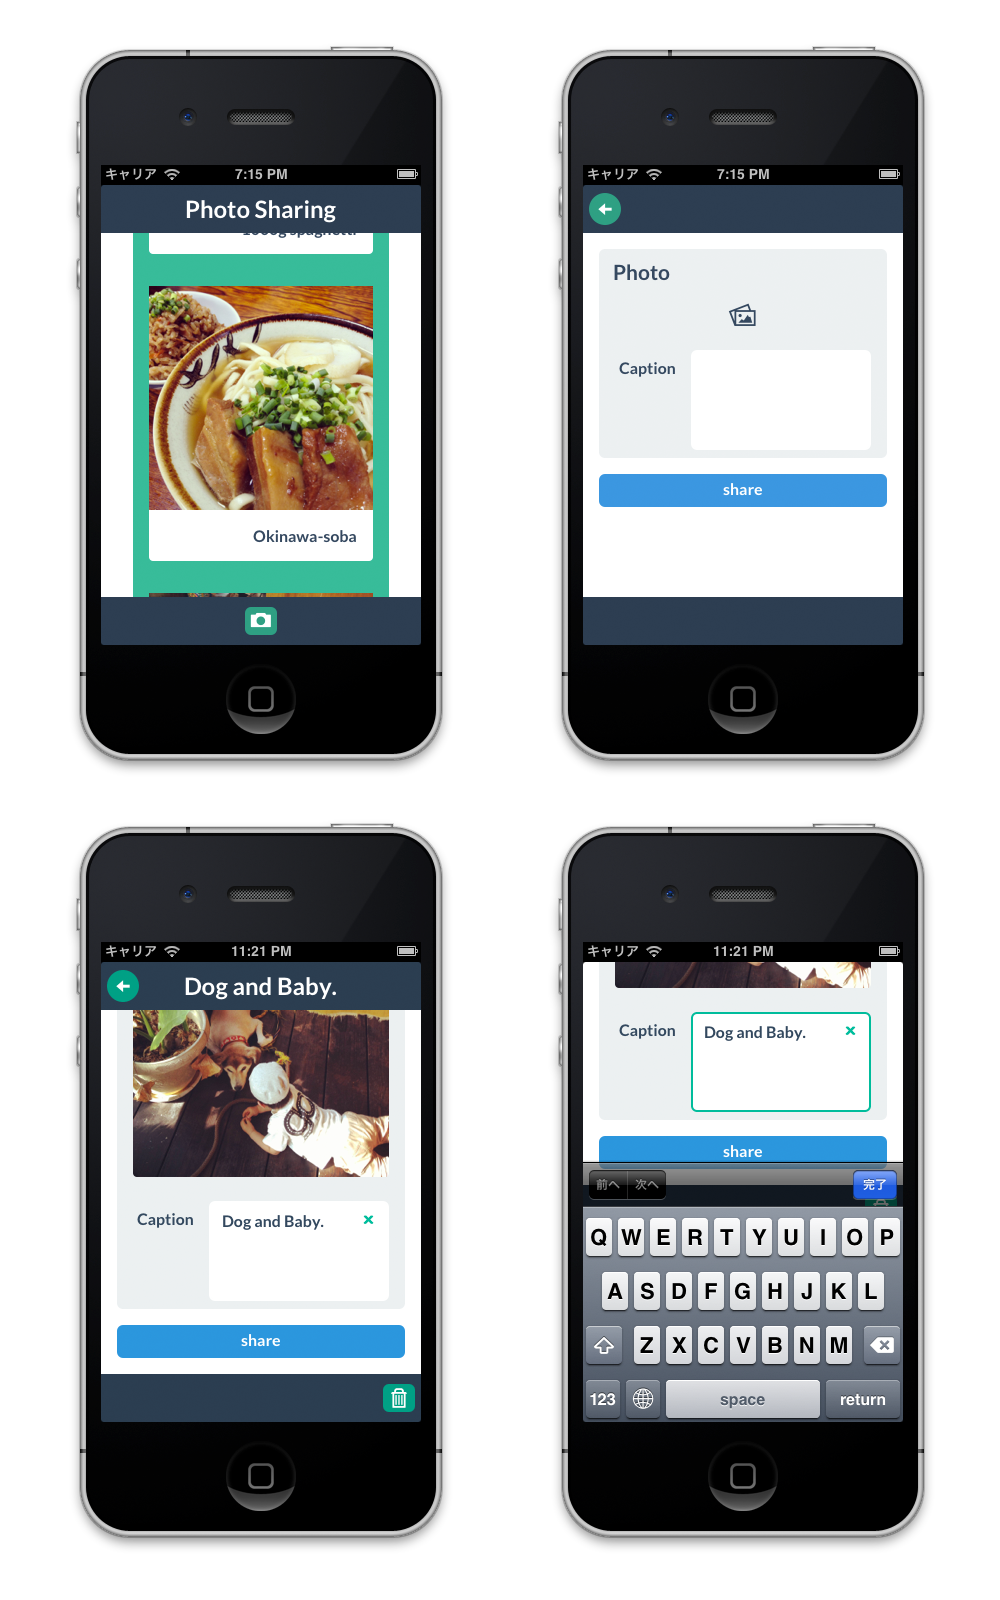 キャリア 7:15 PM
Photo Sharing
1000g spaghetti
Okinawa-soba
キャリア 7:15 PM
Photo
Caption
share
キャリア 11:21 PM
Dog and Baby.
Caption Dog and Baby. ×
share
キャリア 11:21 PM
Caption Dog and Baby. ×
share
前へ 次へ 完了
Q W E R T Y U I O P
A S D F G H J K L
Z X C V B N M
123 space return